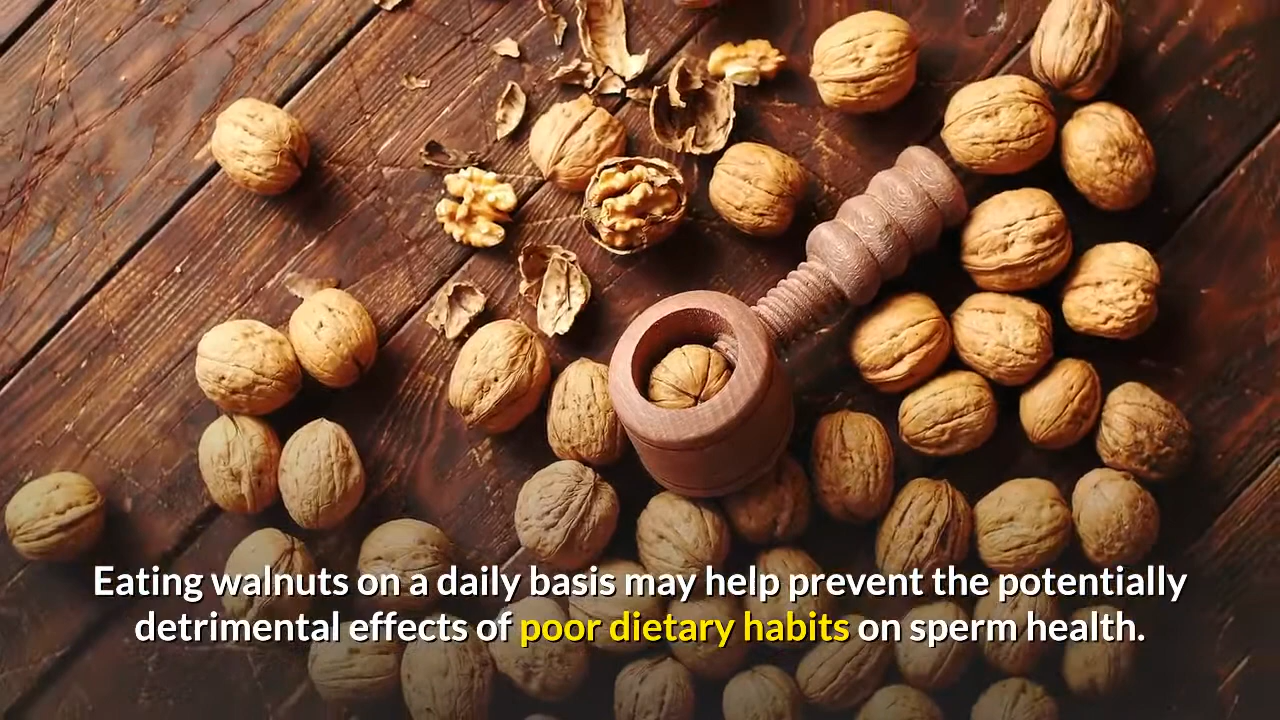 Eating walnuts on a daily basis may help prevent the potentially
detrimental effects of poor dietary habits on sperm health.